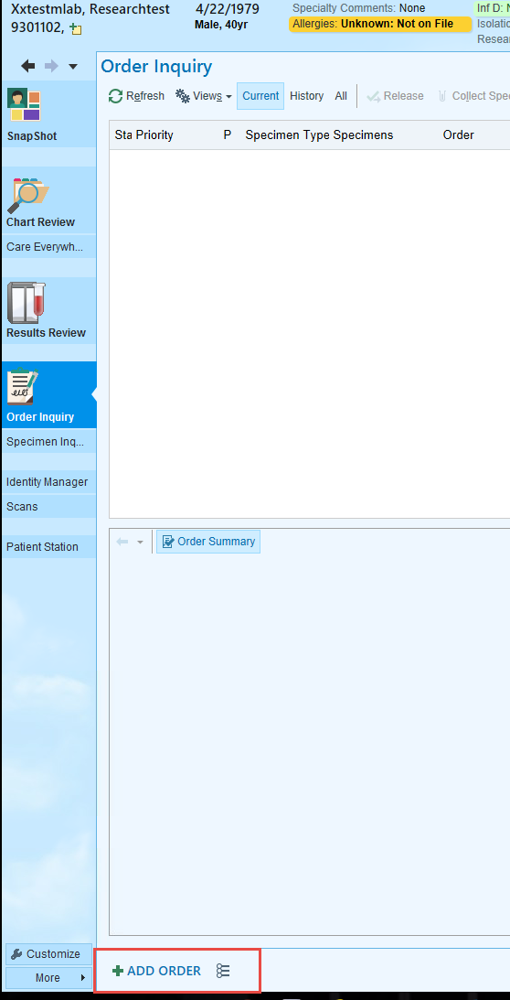 Xxtestmlab, Researchtest
9301102,
4/22/1979
Male, 40yr
Specialty Comments: None
Allergies: Unknown: Not on File
Inf D: N
Isolatio
Resear
Order Inquiry
Refresh Views Current History All Release Collect Spe
Sta Priority P Specimen Type Specimens Order
SnapShot
Chart Review
Care Everywh...
Results Review
Order Inquiry
Specimen Inq...
Identity Manager
Scans
Patient Station
Order Summary
Customize
More
ADD ORDER